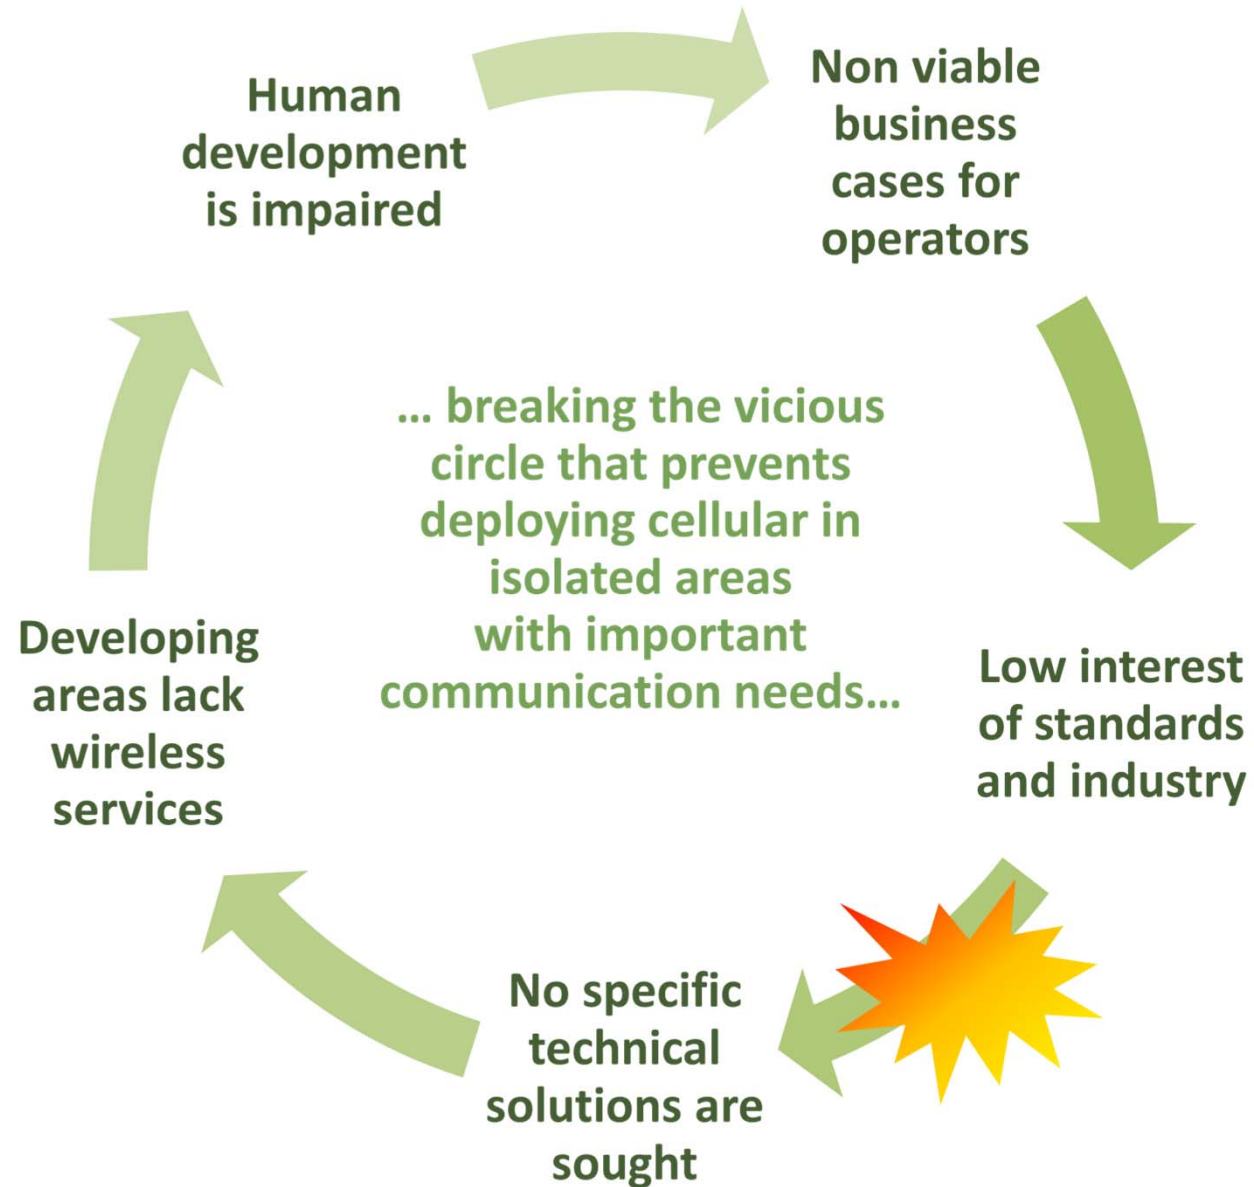 Human
development
is impaired
Non viable
business
cases for
operators
... breaking the vicious
circle that prevents
deploying cellular in
isolated areas
with important
communication needs...
Developing
areas lack
wireless
services
Low interest
of standards
and industry
No specific
technical
solutions are
sought